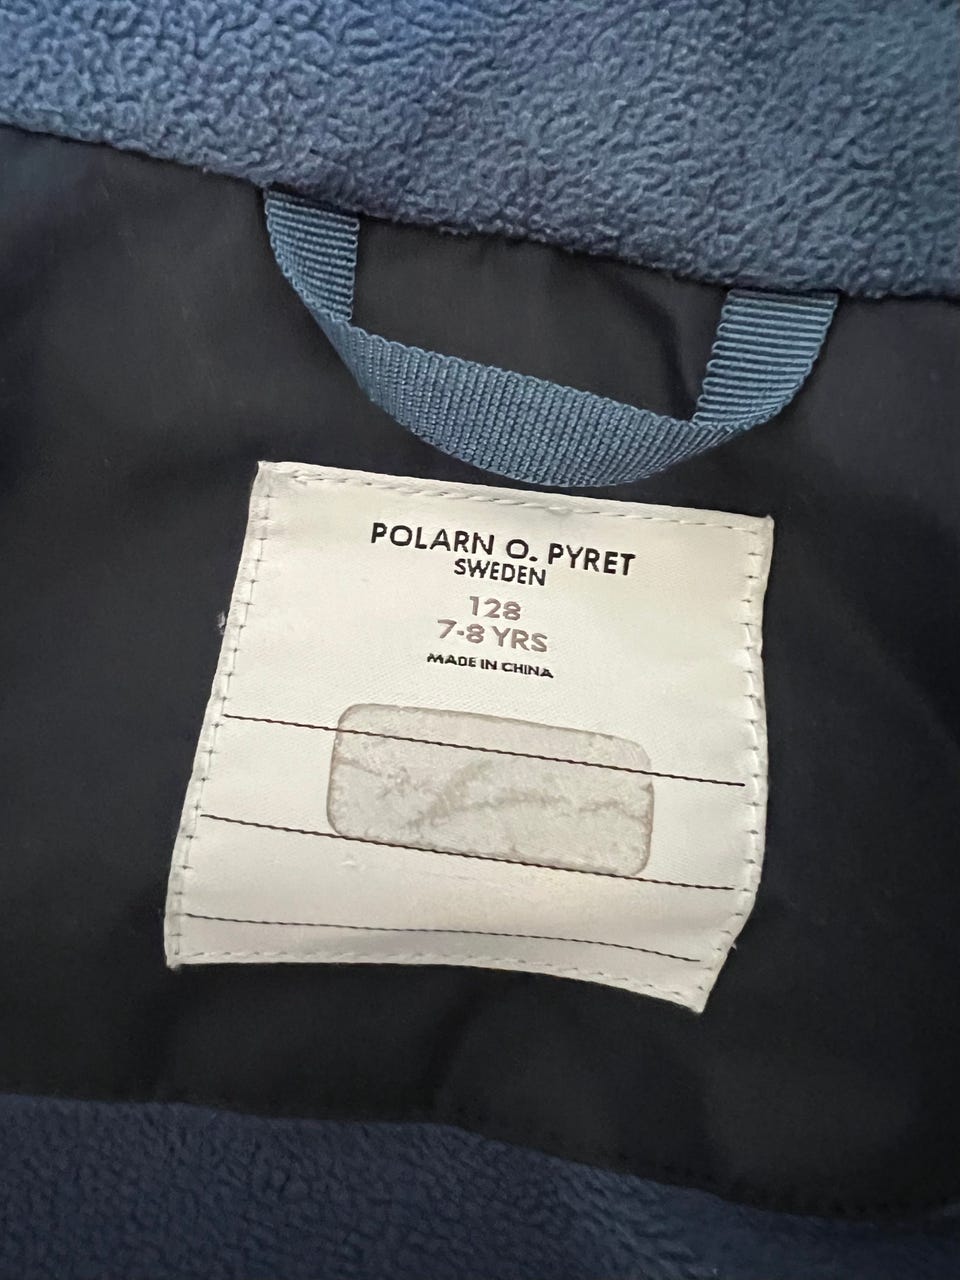 POLARN O. PYRET
SWEDEN
128
7-8 YRS
MADE IN CHINA